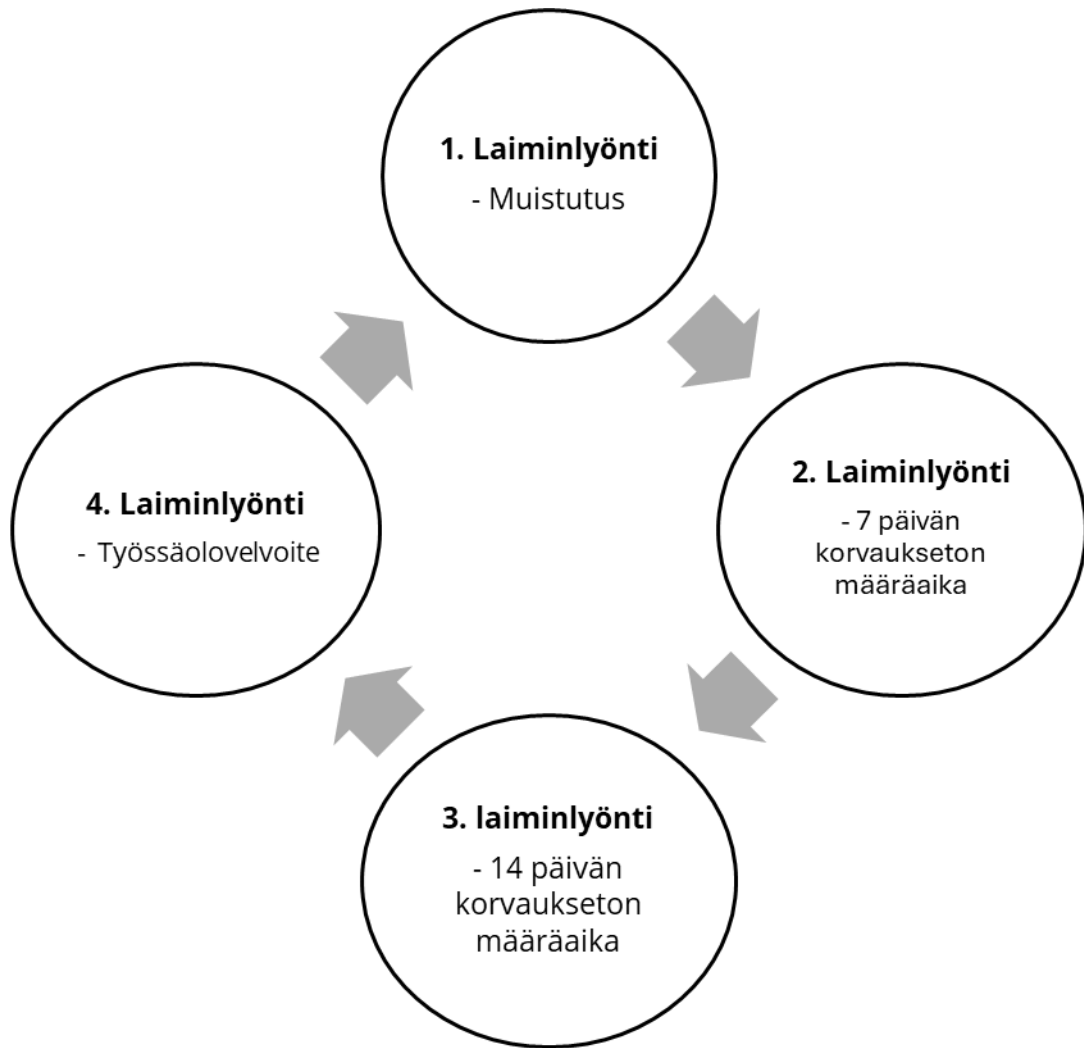 1. Laiminlyönti
- Muistutus
2. Laiminlyönti
- 7 päivän
korvaukseton
määräaika
3. laiminlyönti
- 14 päivän
korvaukseton
määräaika
4. Laiminlyönti
- Työssäolovelvoite